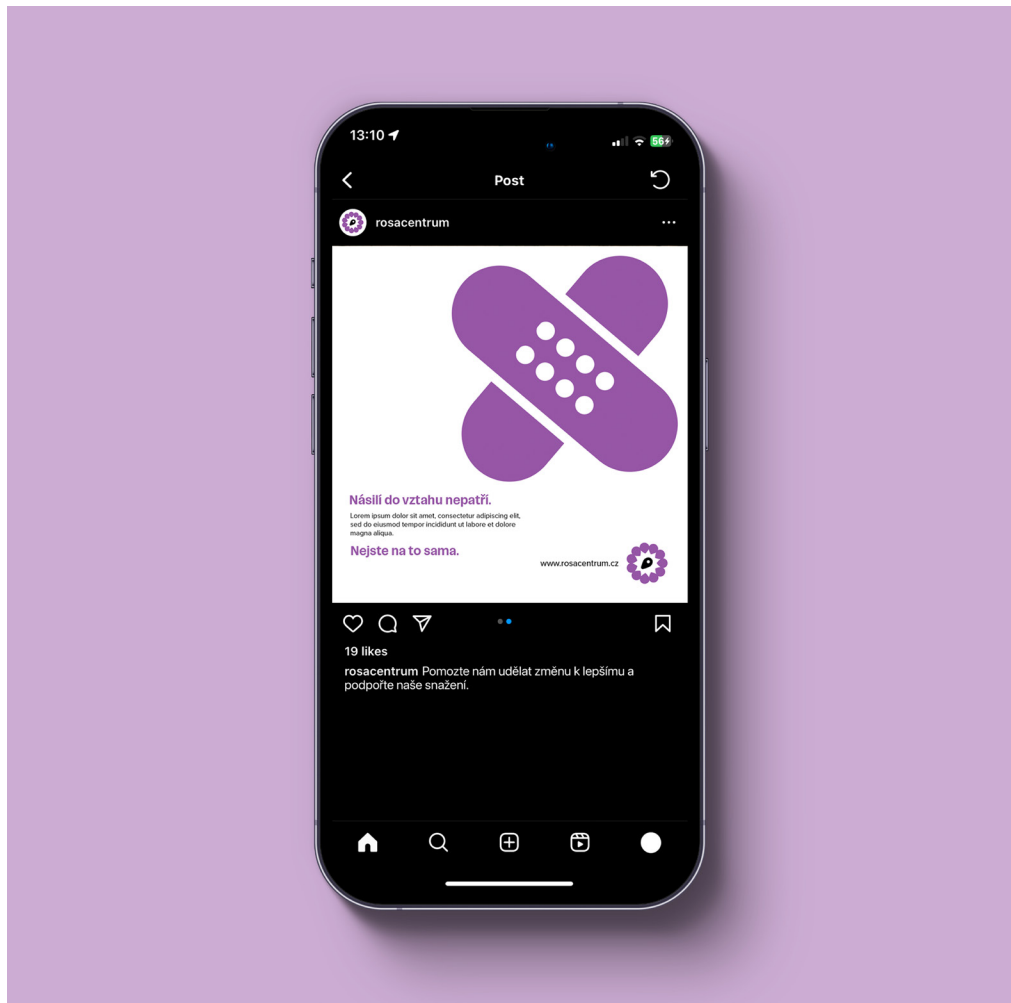 13:10
56
Post
rosacentrum
Násilí do vztahu nepatří.
Lorem ipsum dolor sit amet, consectetur adipiscing elit,
sed do eiusmod tempor incididunt ut labore et dolore
magna aliqua.
Nejste na to sama.
www.rosacentrum.cz
19 likes
rosacentrum Pomozte nám udělat změnu k lepšímu a
podpořte naše snažení.